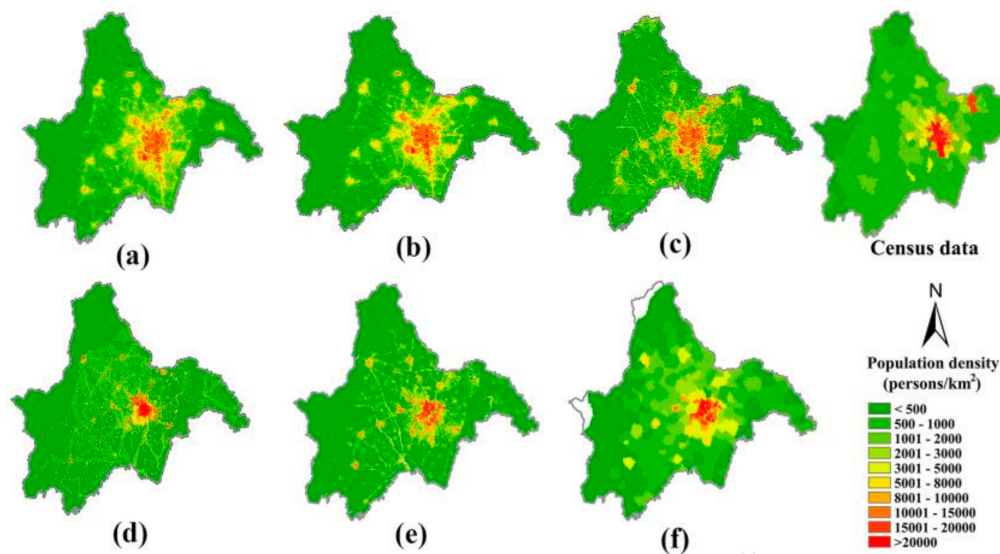 (a)
(b)
(c)
Census data
(d)
(e)
(f)
N
Population density
(persons/km²)
< 500
500 - 1000
1001 - 2000
2001 - 3000
3001 - 5000
5001 - 8000
8001 - 10000
10001 - 15000
15001 - 20000
>20000